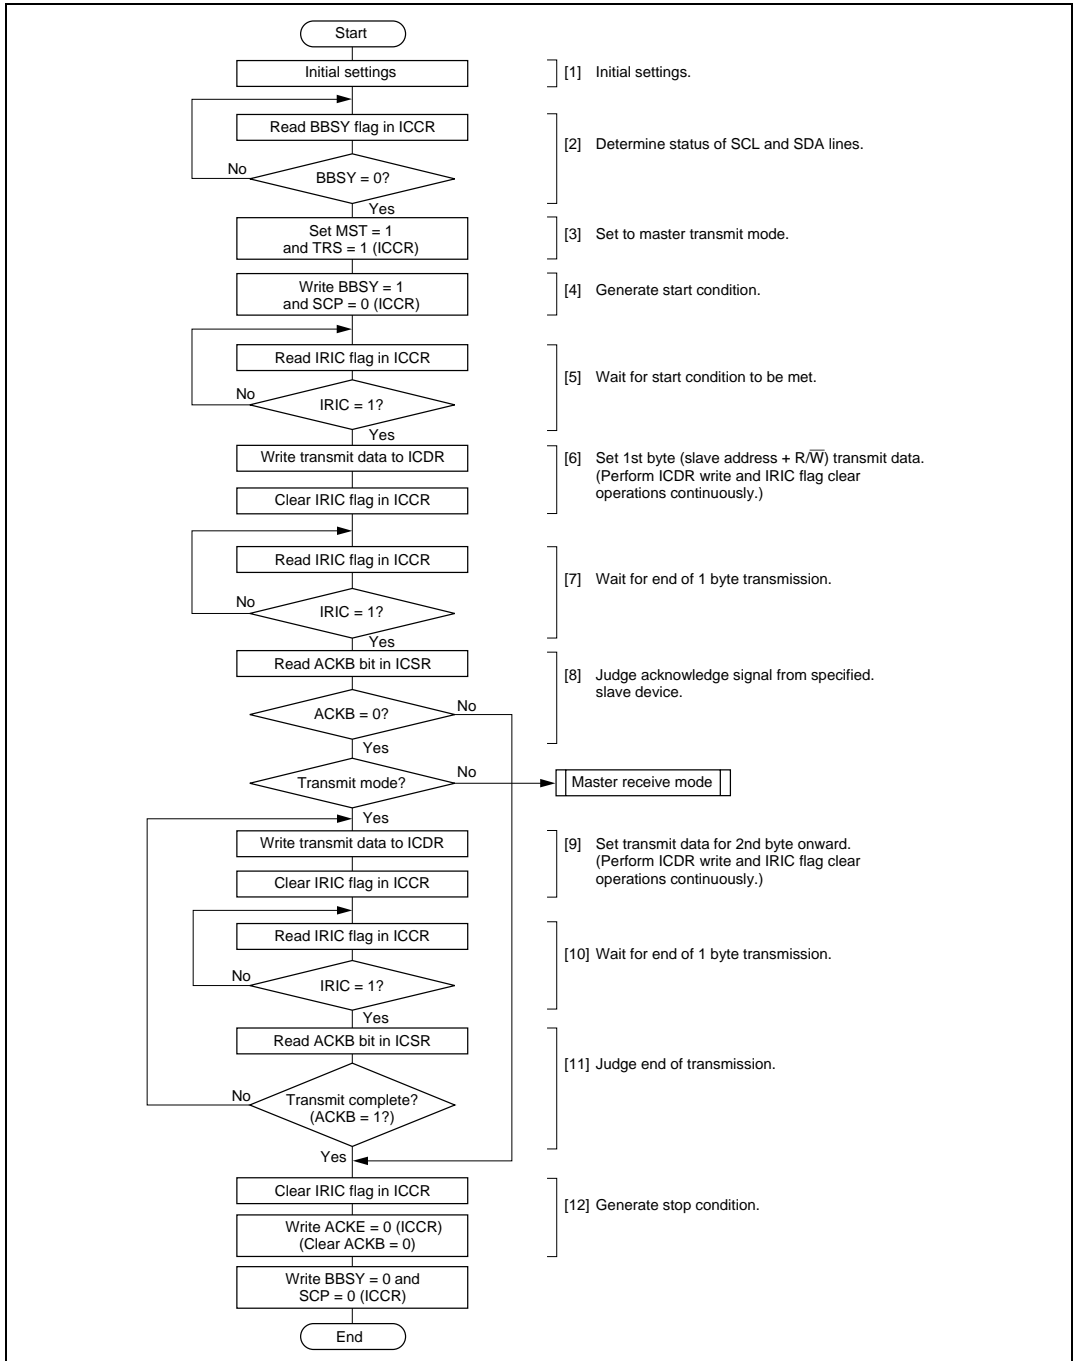 Start
Initial settings
[1] Initial settings.
Read BBSY flag in ICCR
[2] Determine status of SCL and SDA lines.
No
BBSY = 0?
Yes
Set MST = 1
and TRS = 1 (ICCR)
[3] Set to master transmit mode.
Write BBSY = 1
and SCP = 0 (ICCR)
[4] Generate start condition.
Read IRIC flag in ICCR
[5] Wait for start condition to be met.
No
IRIC = 1?
Yes
Write transmit data to ICDR
[6] Set 1st byte (slave address + R/W̅) transmit data.
(Perform ICDR write and IRIC flag clear
operations continuously.)
Clear IRIC flag in ICCR
Read IRIC flag in ICCR
[7] Wait for end of 1 byte transmission.
No
IRIC = 1?
Yes
Read ACKB bit in ICSR
[8] Judge acknowledge signal from specified.
slave device.
ACKB = 0?
No
Yes
Transmit mode?
No
Master receive mode
Yes
Write transmit data to ICDR
[9] Set transmit data for 2nd byte onward.
(Perform ICDR write and IRIC flag clear
operations continuously.)
Clear IRIC flag in ICCR
Read IRIC flag in ICCR
[10] Wait for end of 1 byte transmission.
No
IRIC = 1?
Yes
Read ACKB bit in ICSR
[11] Judge end of transmission.
No
Transmit complete?
(ACKB = 1?)
Yes
Clear IRIC flag in ICCR
[12] Generate stop condition.
Write ACKE = 0 (ICCR)
(Clear ACKB = 0)
Write BBSY = 0 and
SCP = 0 (ICCR)
End